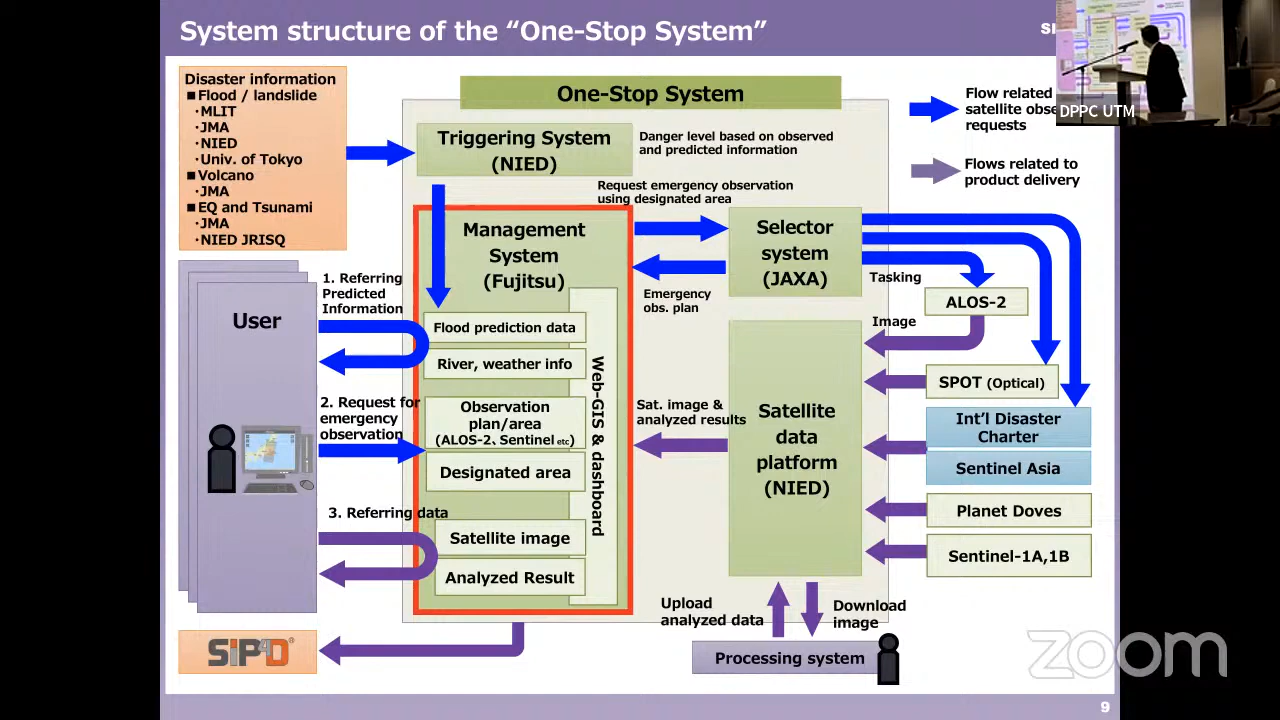 System structure of the “One-Stop System”
Disaster information
■Flood / landslide
・MLIT
・JMA
・NIED
・Univ. of Tokyo
■Volcano
・JMA
■EQ and Tsunami
・JMA
・NIED JRISQ
One-Stop System
Triggering System
(NIED)
Danger level based on observed
and predicted information
Flow related
satellite
requests
DPPC UTM
Flows related to
product delivery
Request emergency observation
using designated area
Management
System
(Fujitsu)
Selector
system
(JAXA)
Emergency
obs. plan
Tasking
ALOS-2
Image
User
1. Referring
Predicted
Information
Flood prediction data
River, weather info
2. Request for
emergency
observation
Observation
plan/area
(ALOS-2、Sentinel etc)
Designated area
Web-GIS & dashboard
Sat. image &
analyzed results
Satellite
data
platform
(NIED)
SPOT (Optical)
Int’l Disaster
Charter
Sentinel Asia
Planet Doves
Sentinel-1A,1B
3. Referring data
Satellite image
Analyzed Result
Upload
analyzed data
Download
image
Processing system
SiP4D®
zoom
9